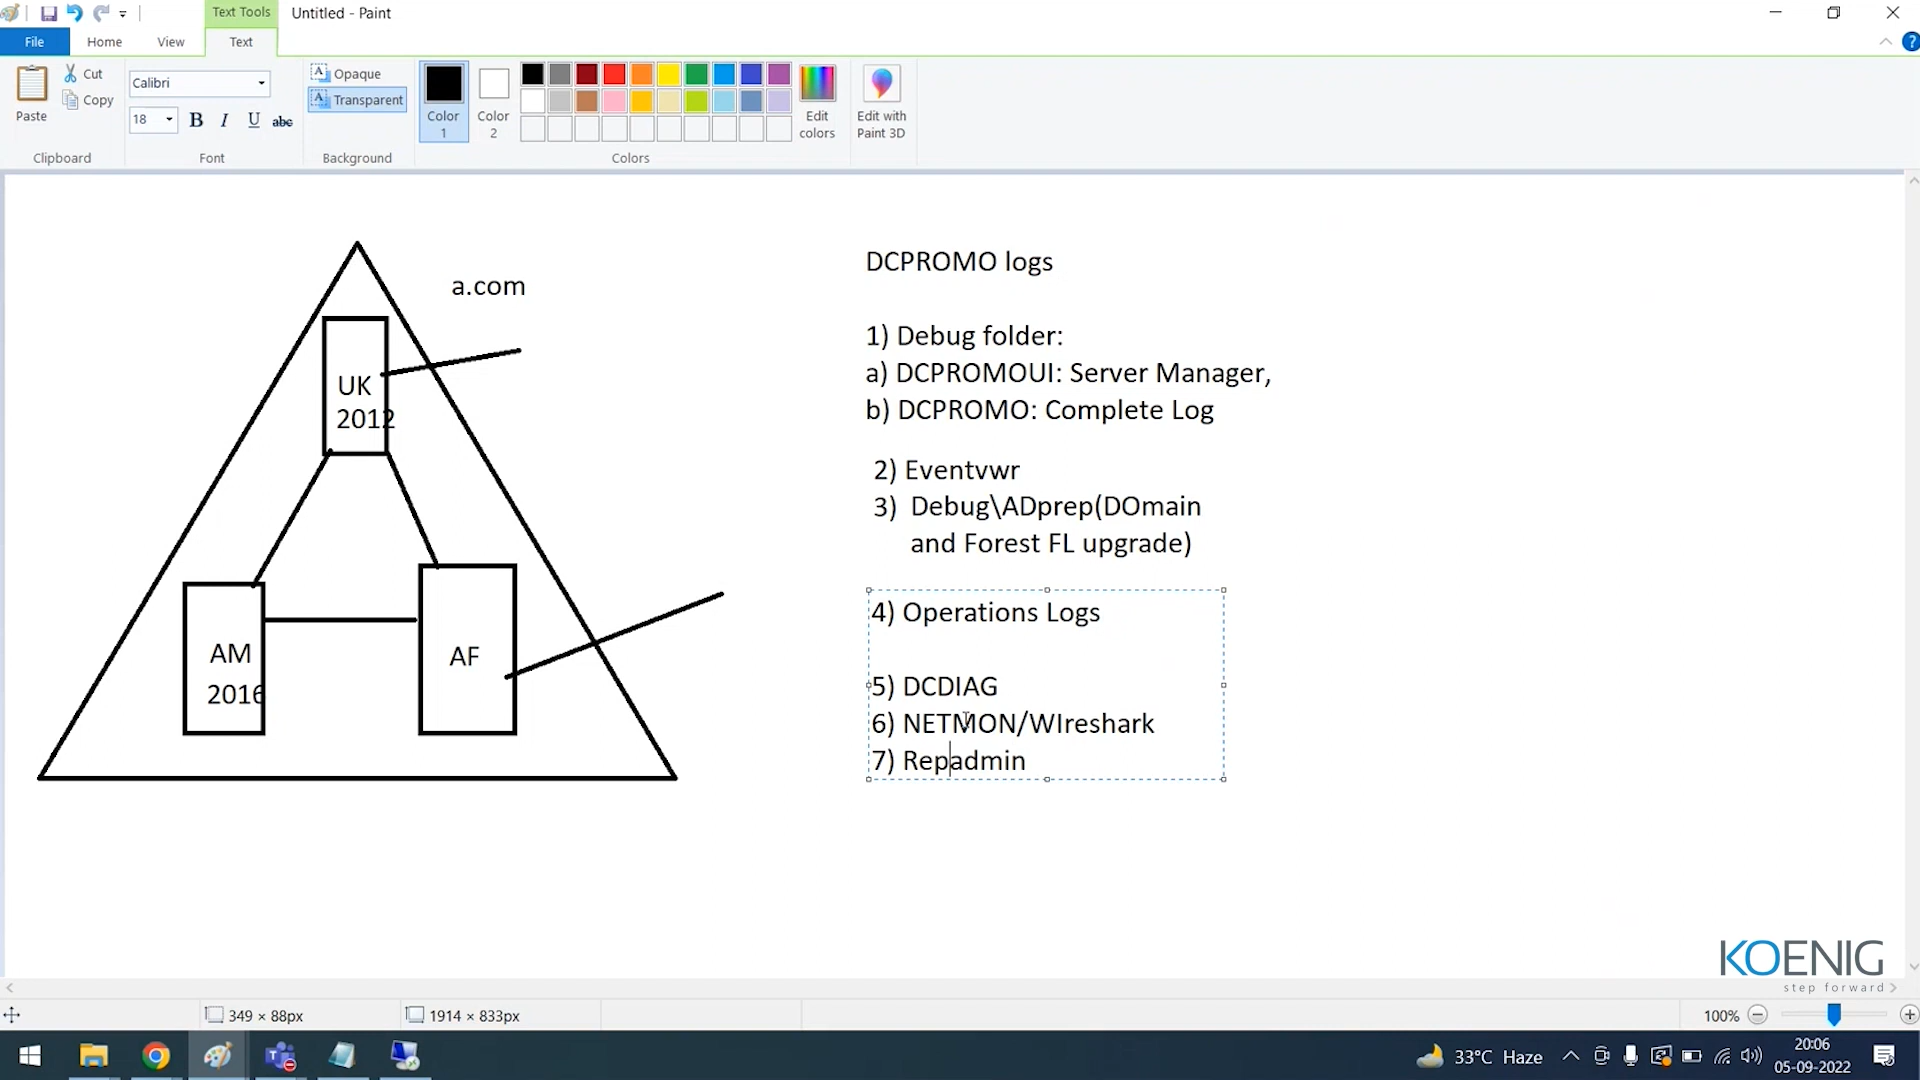 Text Tools
Untitled - Paint
File
Home
View
Text
Paste
Cut
Copy
Clipboard
Calibri
18
B I U abc
Font
Opaque
Transparent
Background
Color 1
Color 2
Edit colors
Colors
Edit with Paint 3D
a.com
UK
2012
AM
2016
AF
DCPROMO logs
1) Debug folder:
a) DCPROMOUI: Server Manager,
b) DCPROMO: Complete Log
2) Eventvwr
3) Debug\ADprep(DOmain
and Forest FL upgrade)
4) Operations Logs
5) DCDIAG
6) NETMON/WIreshark
7) Repadmin
KOENIG
step forward
349 × 88px
1914 × 833px
100%
33°C Haze
20:06
05-09-2022